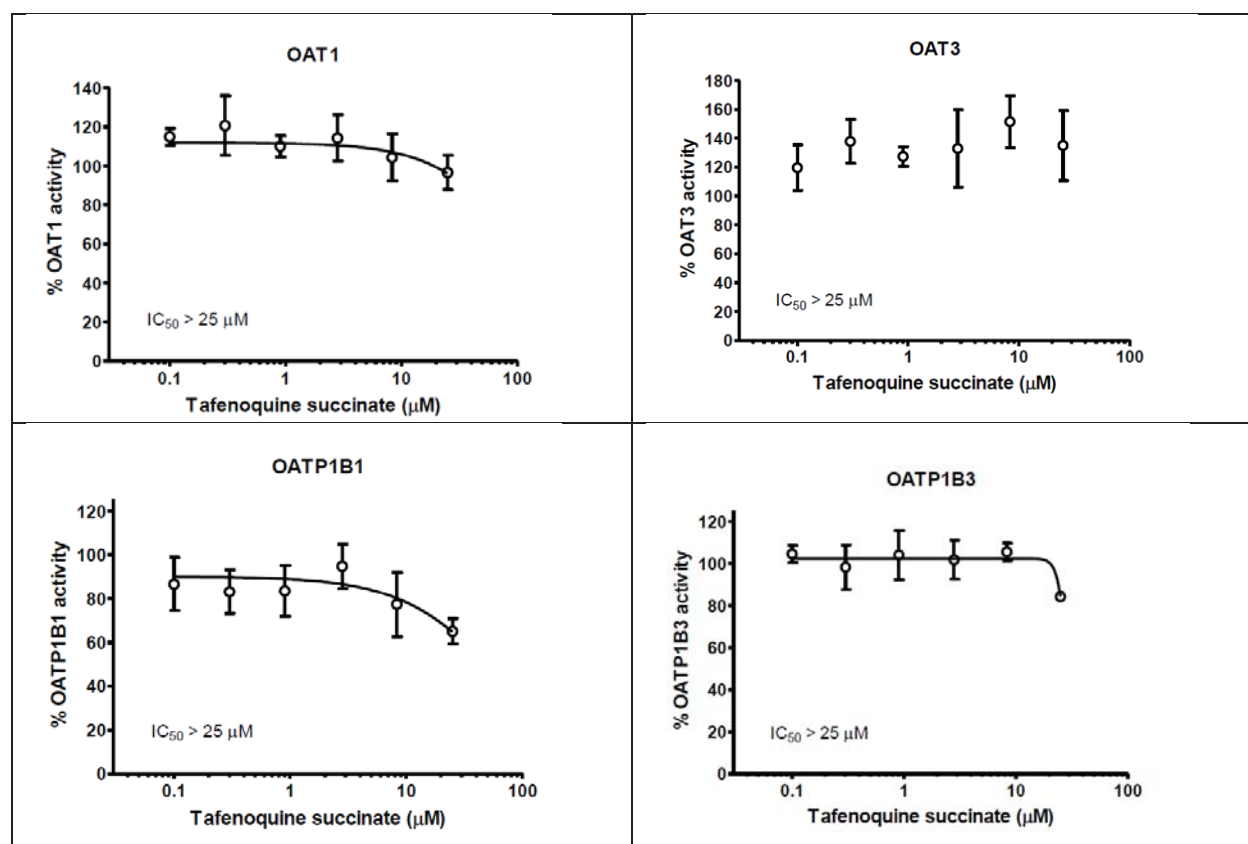 OAT1
% OAT1 activity
140
120
100
80
60
40
20
0
IC50 > 25 μM
0.1 1 10 100
Tafenoquine succinate (μM)
OAT3
% OAT3 activity
180
160
140
120
100
80
60
40
20
0
IC50 > 25 μM
0.1 1 10 100
Tafenoquine succinate (μM)
OATP1B1
% OATP1B1 activity
120
100
80
60
40
20
0
IC50 > 25 μM
0.1 1 10 100
Tafenoquine succinate (μM)
OATP1B3
% OATP1B3 activity
120
100
80
60
40
20
0
IC50 > 25 μM
0.1 1 10 100
Tafenoquine succinate (μM)